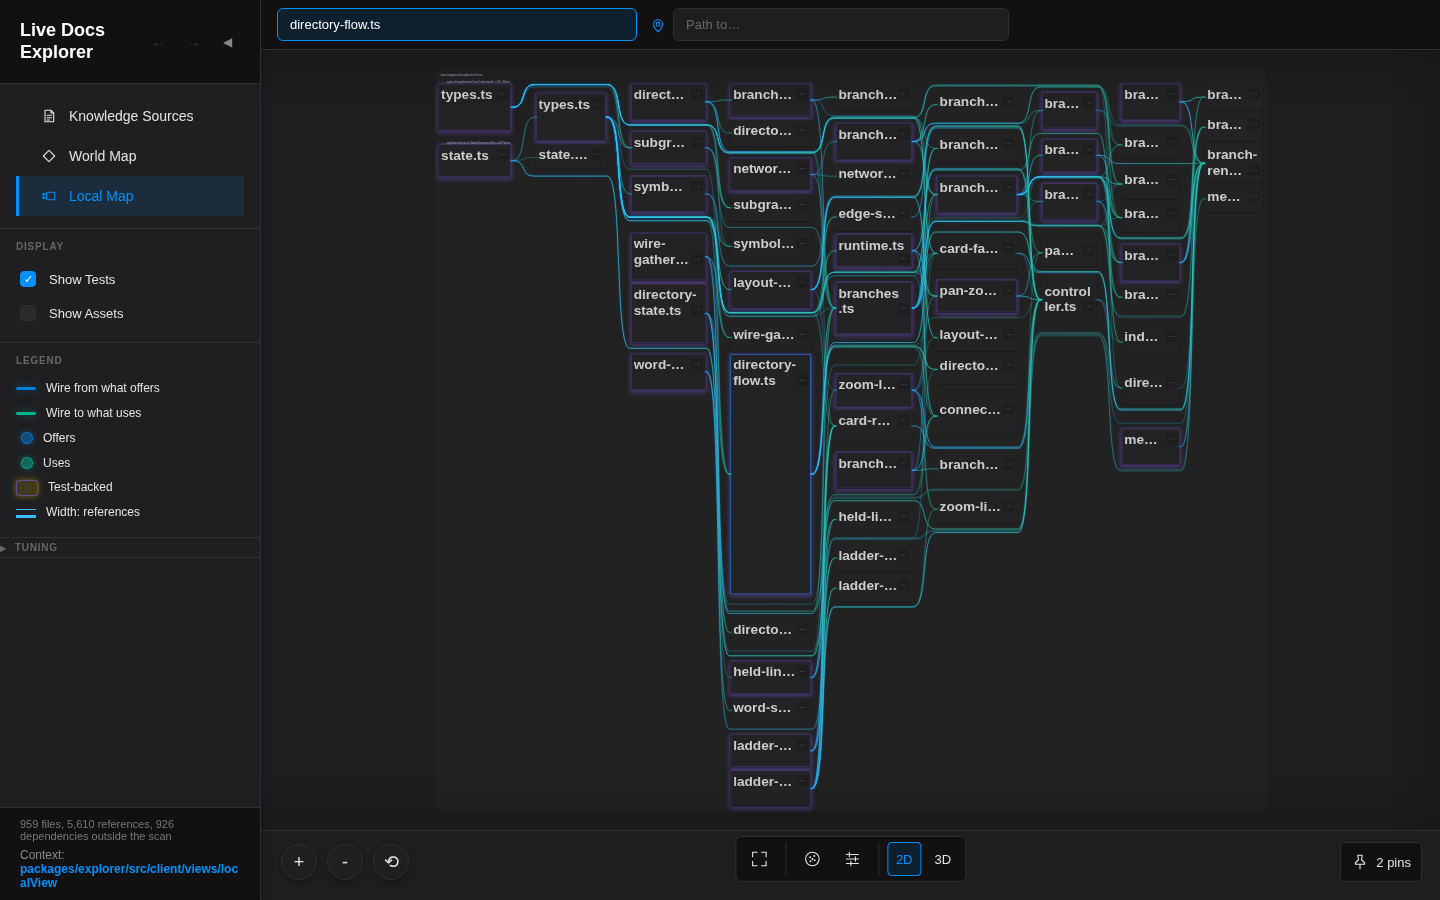 Live Docs
Explorer
← → ◀
directory-flow.ts
Path to…
Knowledge Sources
World Map
Local Map
DISPLAY
✓ Show Tests
Show Assets
LEGEND
Wire from what offers
Wire to what uses
Offers
Uses
Test-backed
Width: references
▶ TUNING
959 files, 5,610 references, 926
dependencies outside the scan
Context:
packages/explorer/src/client/views/loc
alView
types.ts
state.ts
types.ts
state.…
direct…
subgr…
symb…
wire-
gather…
directory-
state.ts
word-…
branch…
directo…
networ…
subgra…
symbol…
layout-…
wire-ga…
directory-
flow.ts
directo…
held-lin…
word-s…
ladder-…
ladder-…
branch…
branch…
networ…
edge-s…
runtime.ts
branches
.ts
zoom-l…
card-r…
branch…
held-li…
ladder-…
ladder-…
branch…
branch…
branch…
card-fa…
pan-zo…
layout-…
directo…
connec…
branch…
zoom-li…
bra…
bra…
bra…
pa…
control
ler.ts
bra…
bra…
bra…
bra…
bra…
bra…
ind…
dire…
me…
bra…
bra…
branch-
ren…
me…
+ - ⟲
2D 3D
2 pins